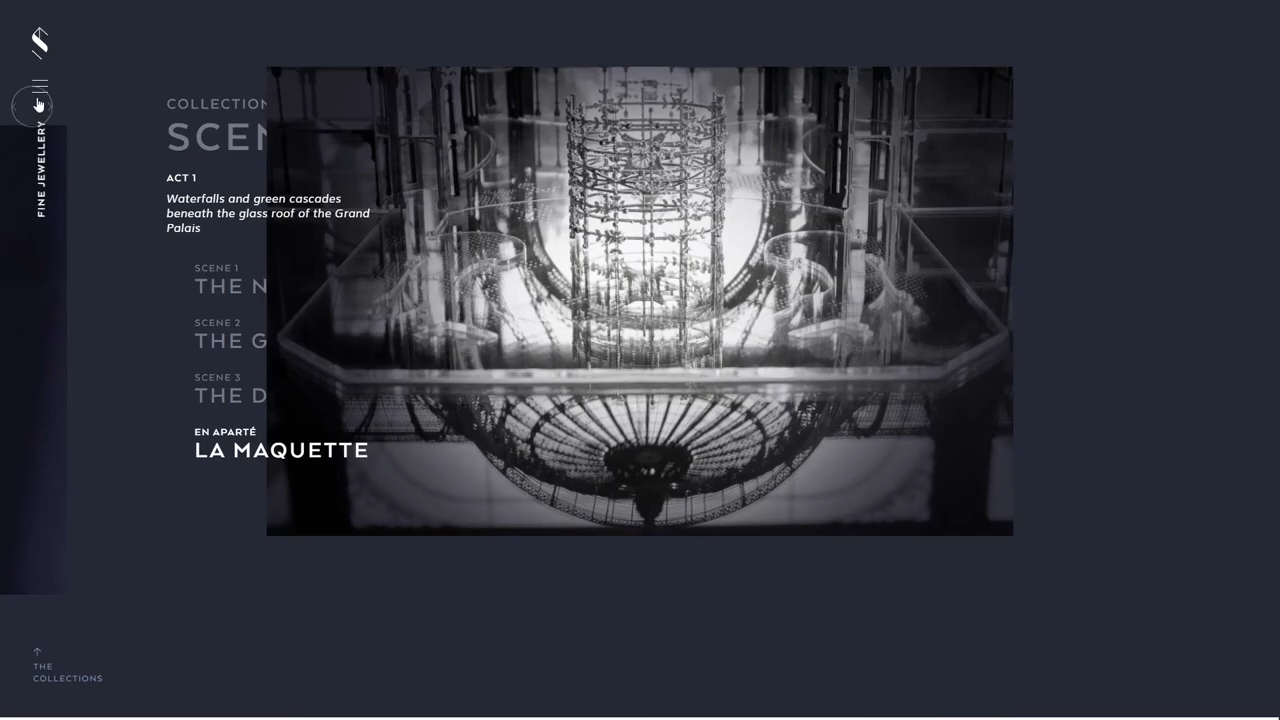 FINE JEWELLERY
COLLECTION
ACT 1
Waterfalls and green cascades
beneath the glass roof of the Grand
Palais
SCENE 1
THE
SCENE 2
THE
SCENE 3
THE
EN APARTÉ
LA MAQUETTE
THE
COLLECTIONS